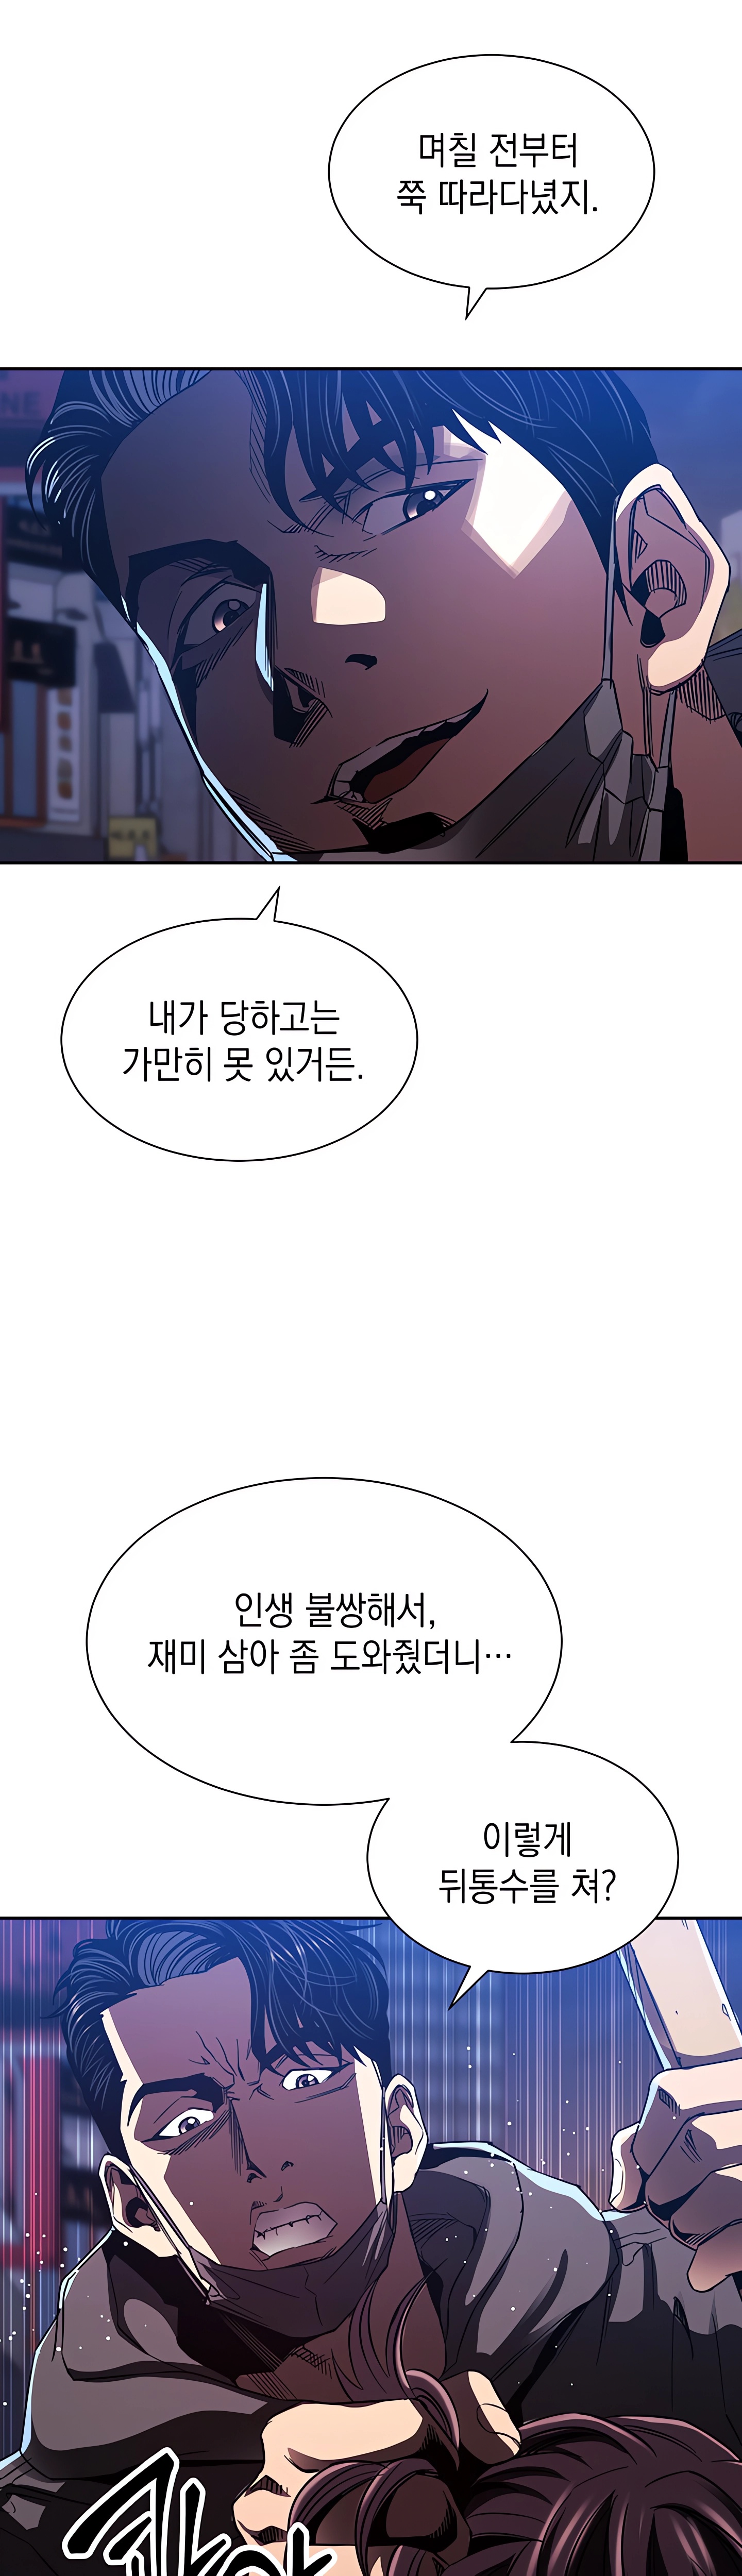 며칠 전부터
쭉 따라다녔지.
내가 당하고는
가만히 못 있거든.
인생 불쌍해서,
재미 삼아 좀 도와줬더니…
이렇게
뒤통수를 쳐?